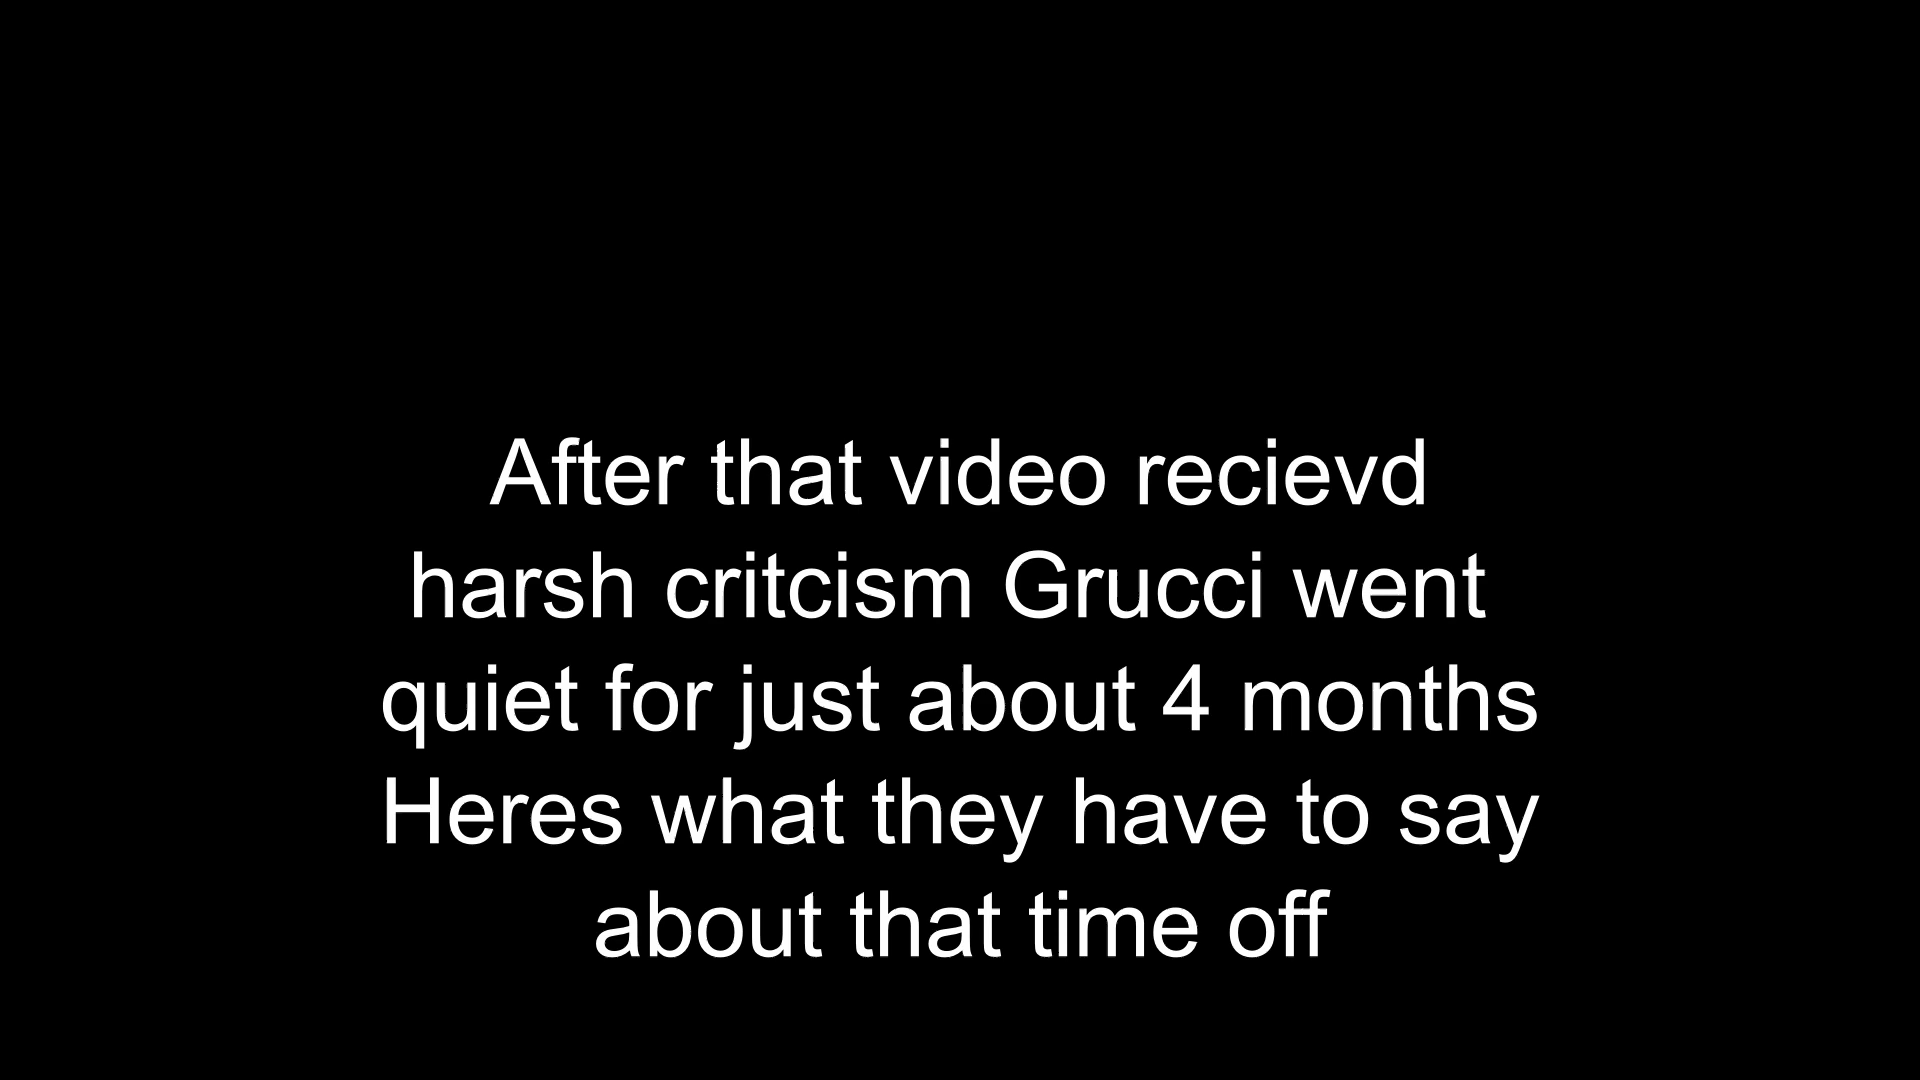 After that video recievd
harsh critcism Grucci went
quiet for just about 4 months
Heres what they have to say
about that time off